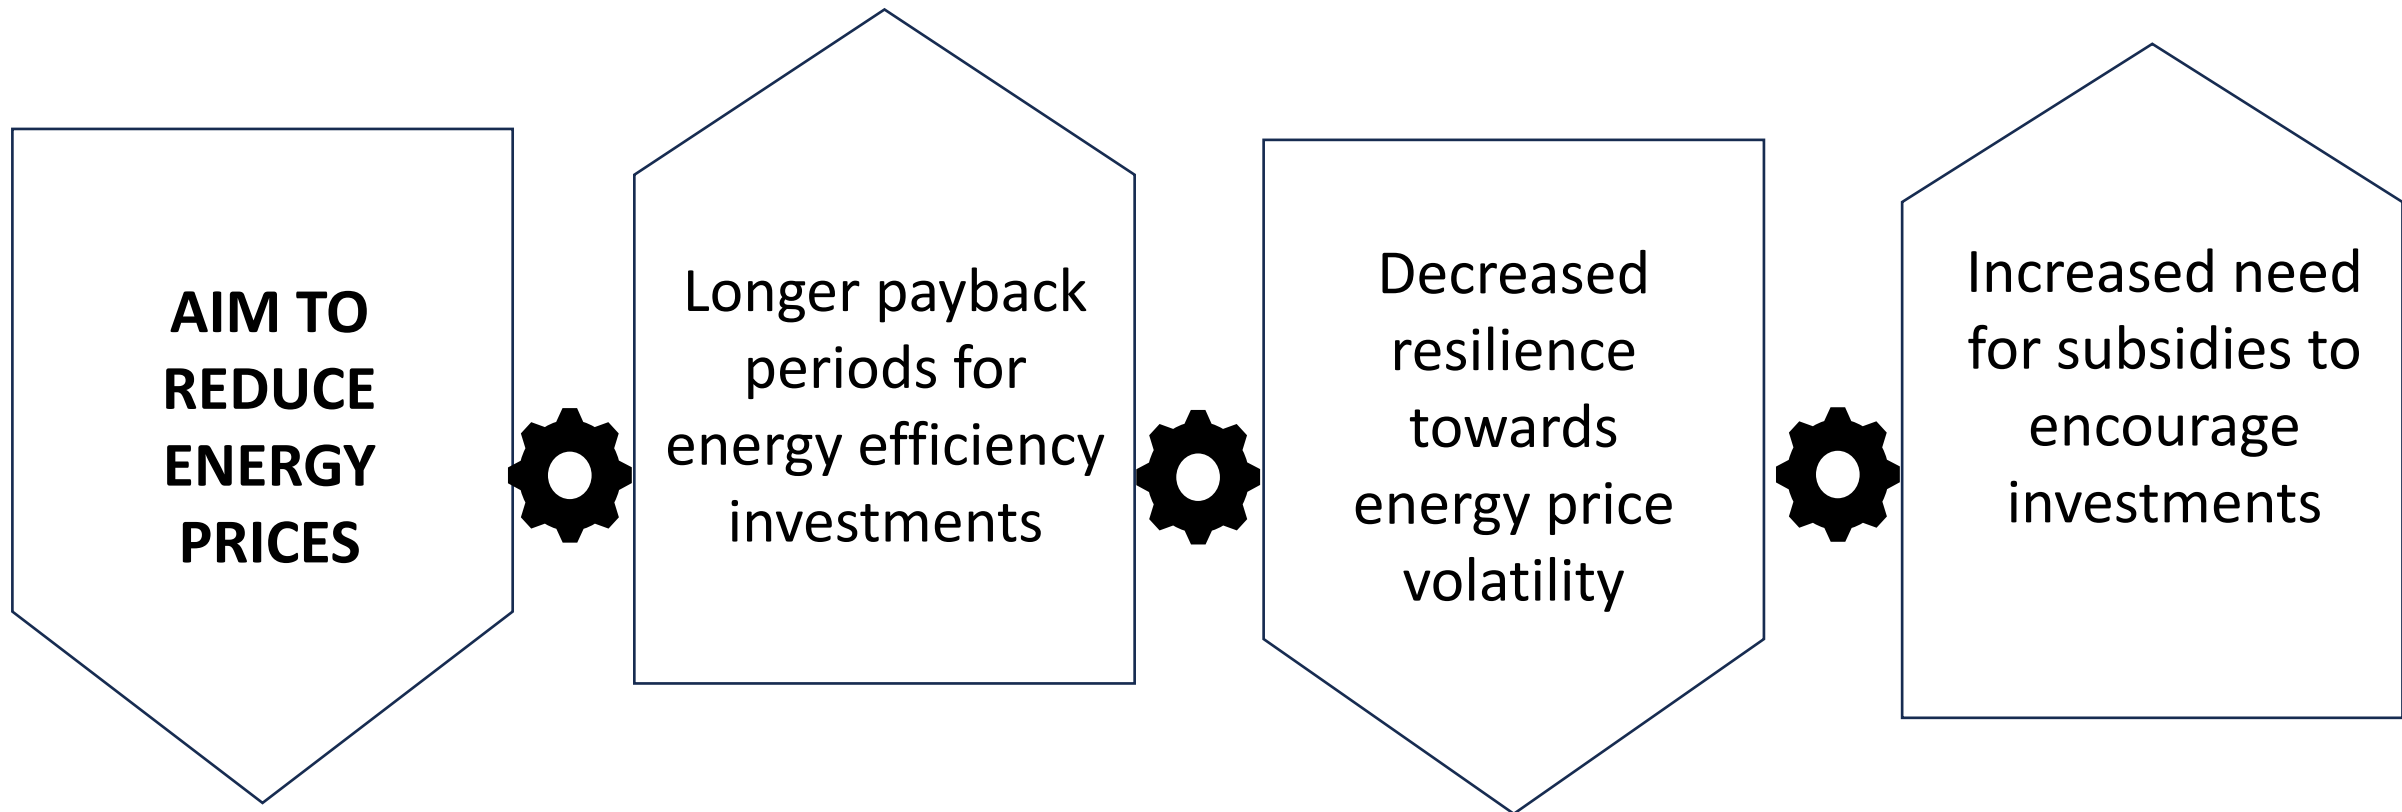 AIM TO
REDUCE
ENERGY
PRICES
Longer payback
periods for
energy efficiency
investments
Decreased
resilience
towards
energy price
volatility
Increased need
for subsidies to
encourage
investments